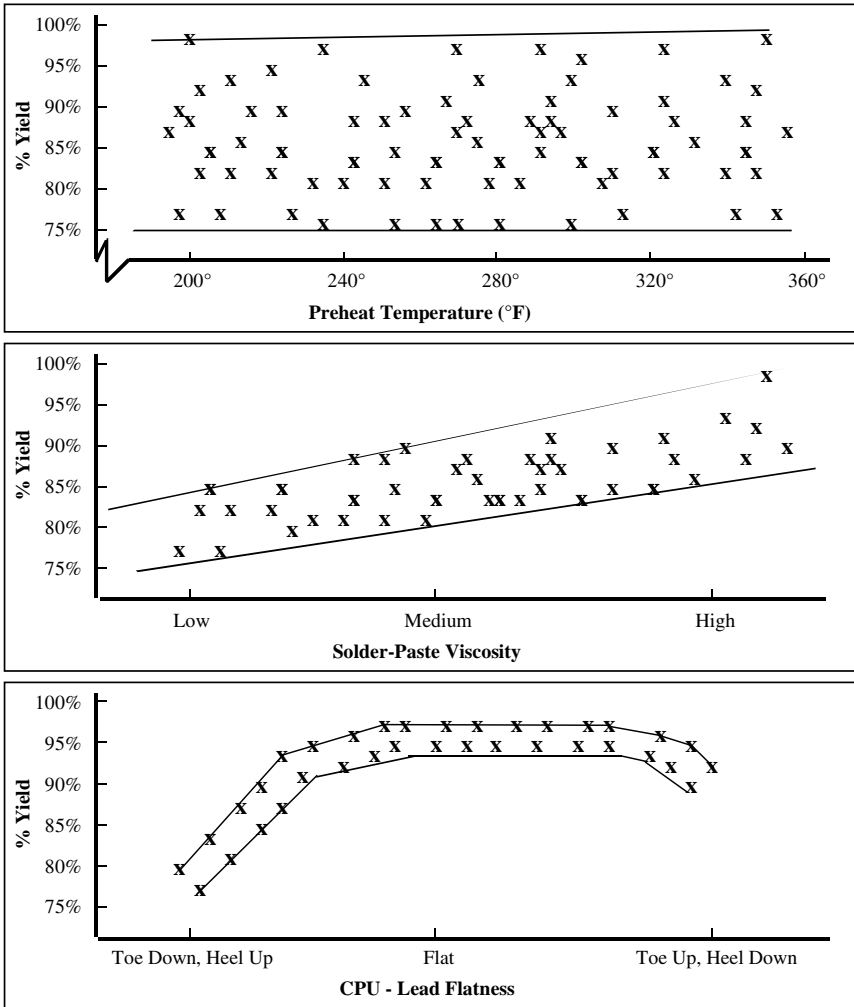 100%
95%
90%
85%
80%
75%
% Yield
200° 240° 280° 320° 360°
Preheat Temperature (°F)
100%
95%
90%
85%
80%
75%
% Yield
Low Medium High
Solder-Paste Viscosity
100%
95%
90%
85%
80%
75%
% Yield
Toe Down, Heel Up Flat Toe Up, Heel Down
CPU - Lead Flatness